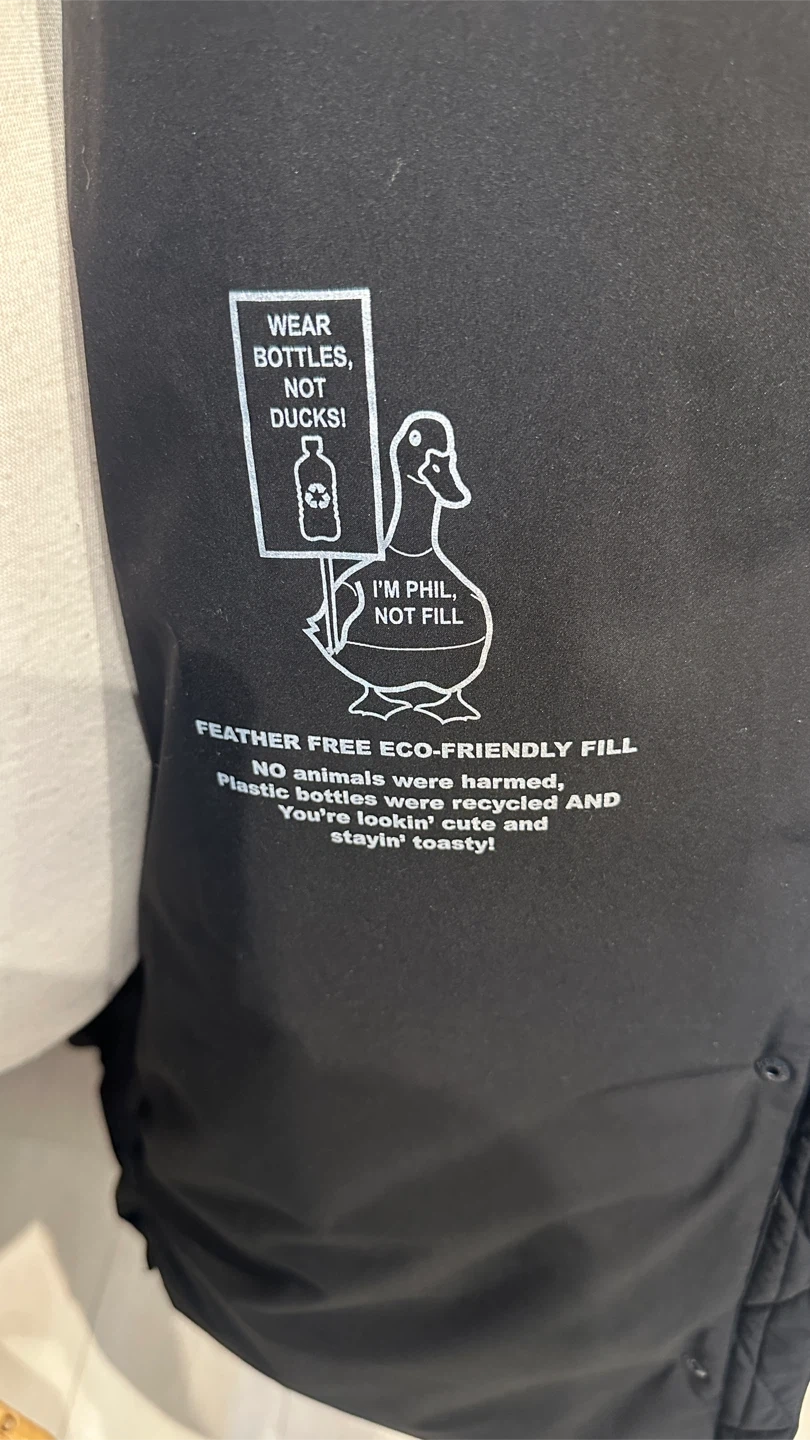 WEAR
BOTTLES,
NOT
DUCKS!
I'M PHIL,
NOT FILL
FEATHER FREE ECO-FRIENDLY FILL
NO animals were harmed,
Plastic bottles were recycled AND
You're lookin' cute and
stayin' toasty!